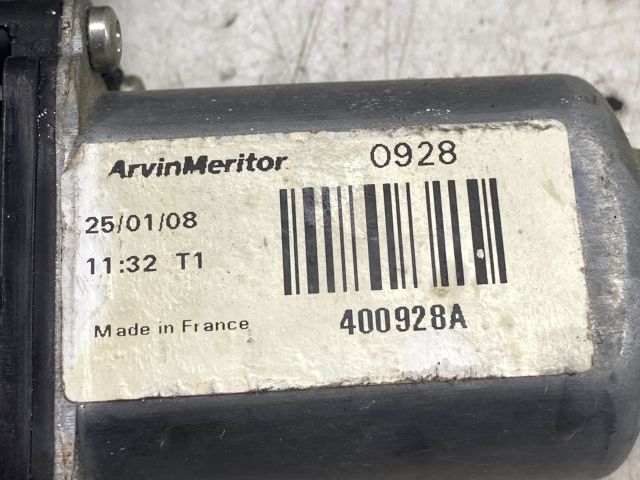 ArvinMeritor 0928
25/01/08
11:32 T1
Made in France 400928A